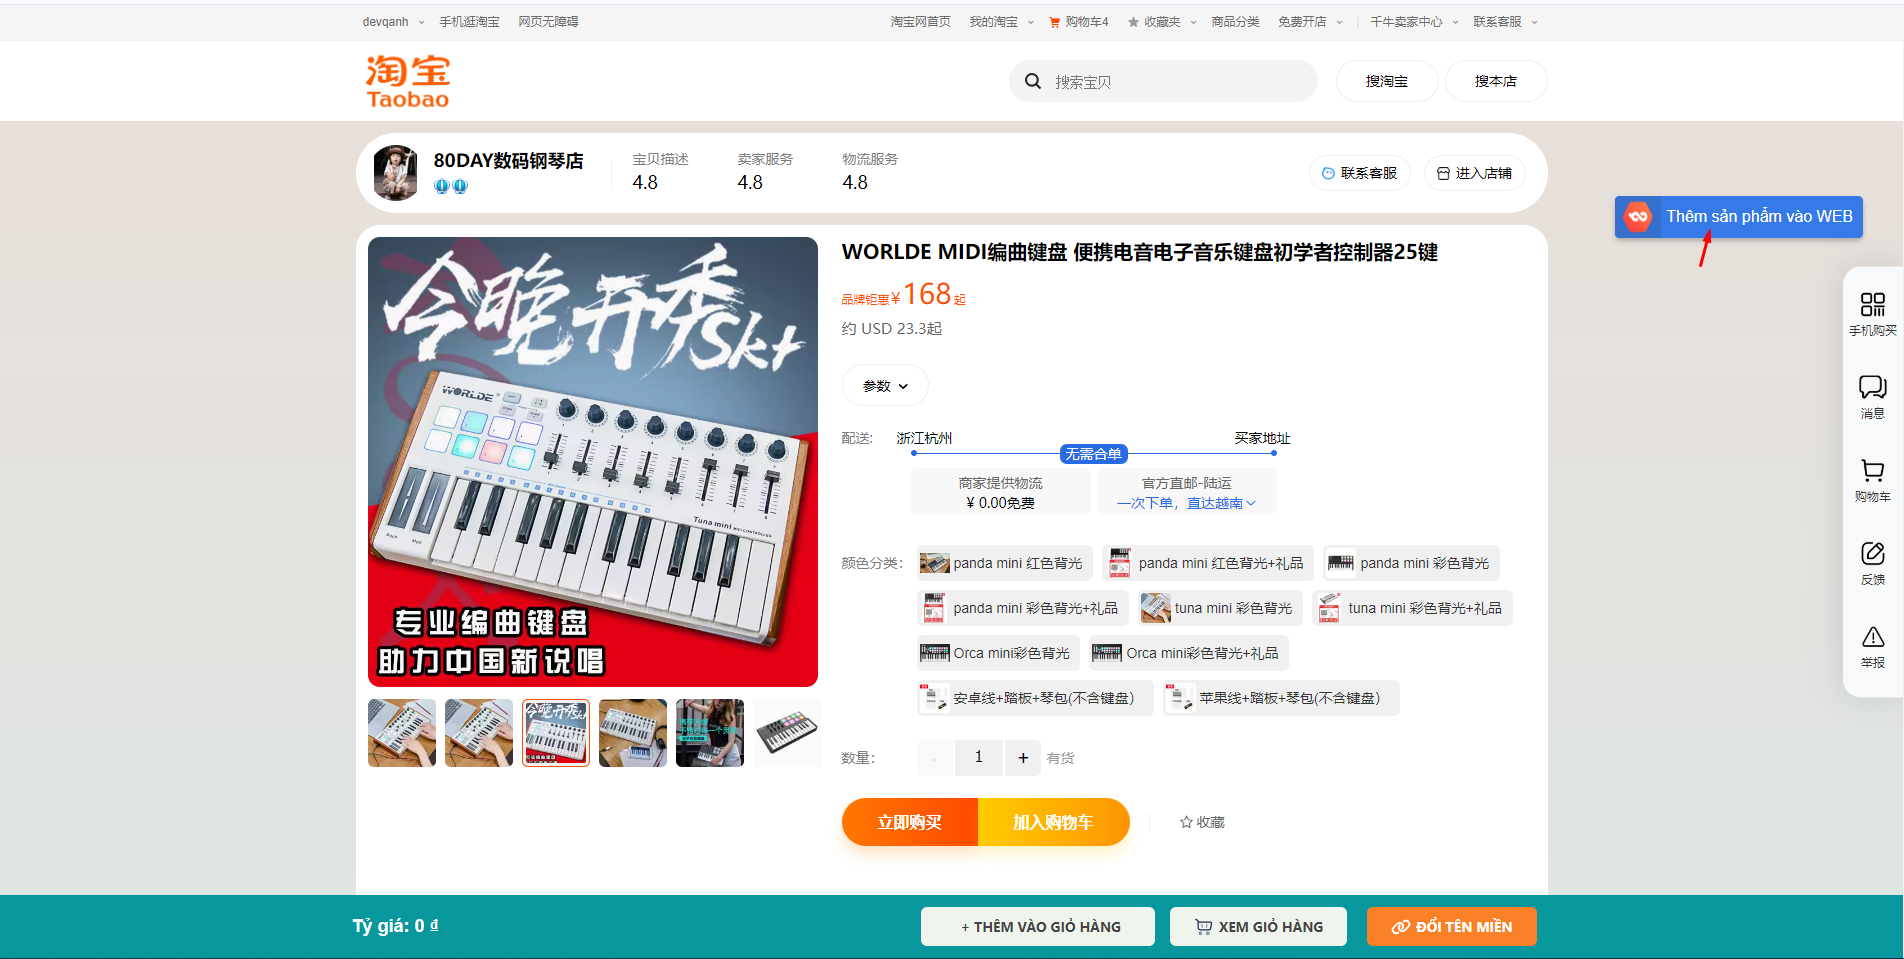 devqanh 手机逛淘宝 网页无障碍 淘宝网首页 我的淘宝 购物车4 收藏夹 商品分类 免费开店 千牛卖家中心 联系客服
淘宝
Taobao
搜索宝贝 搜淘宝 搜本店
80DAY数码钢琴店
宝贝描述 卖家服务 物流服务
4.8 4.8 4.8
联系客服 进入店铺
Thêm sản phẩm vào WEB
今晚开秀skt
WORLDE
Tuna mini MIDI CONTROLLER
专业编曲键盘
助力中国新说唱
WORLDE MIDI编曲键盘 便携电音电子音乐键盘初学者控制器25键
品牌钜惠¥168起
约 USD 23.3起
参数
配送: 浙江杭州 买家地址
无需合单
商家提供物流 官方直邮-陆运
¥ 0.00免费 一次下单，直达越南
颜色分类: panda mini 红色背光 panda mini 红色背光+礼品 panda mini 彩色背光
panda mini 彩色背光+礼品 tuna mini 彩色背光 tuna mini 彩色背光+礼品
Orca mini彩色背光 Orca mini彩色背光+礼品
安卓线+踏板+琴包(不含键盘） 苹果线+踏板+琴包(不含键盘）
数量: - 1 + 有货
立即购买 加入购物车 收藏
手机购买
消息
购物车
反馈
举报
Tỷ giá: 0 ₫
+ THÊM VÀO GIỎ HÀNG XEM GIỎ HÀNG ĐỔI TÊN MIỀN